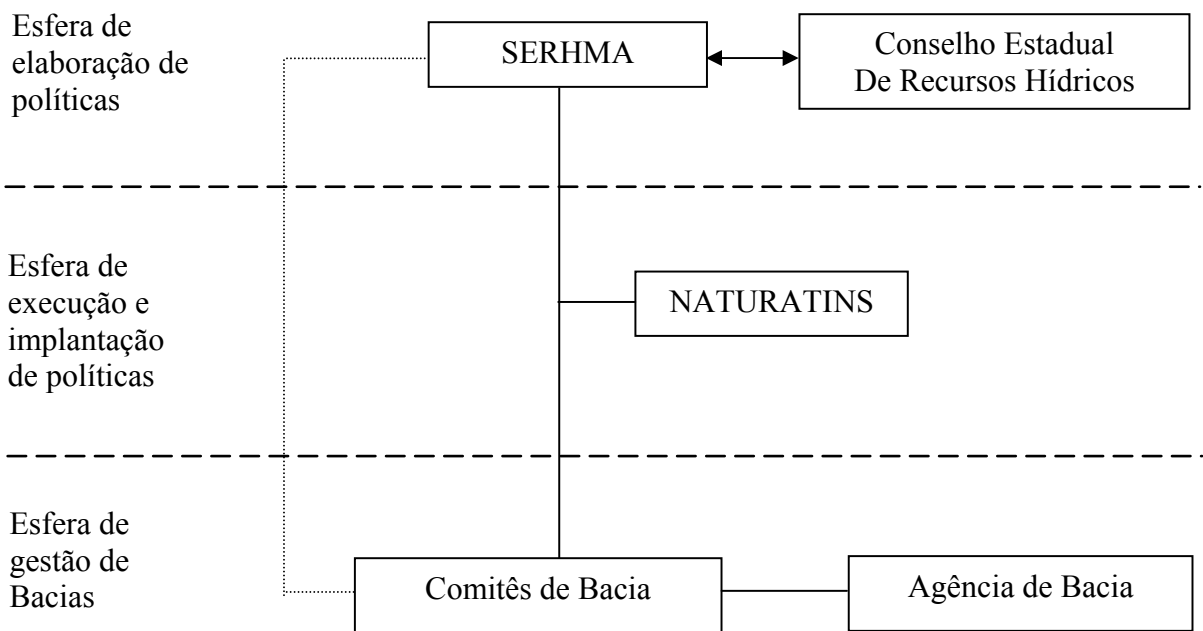 Esfera de
elaboração de
políticas
SERHMA
Conselho Estadual
De Recursos Hídricos
Esfera de
execução e
implantação
de políticas
NATURATINS
Esfera de
gestão de
Bacias
Comitês de Bacia
Agência de Bacia